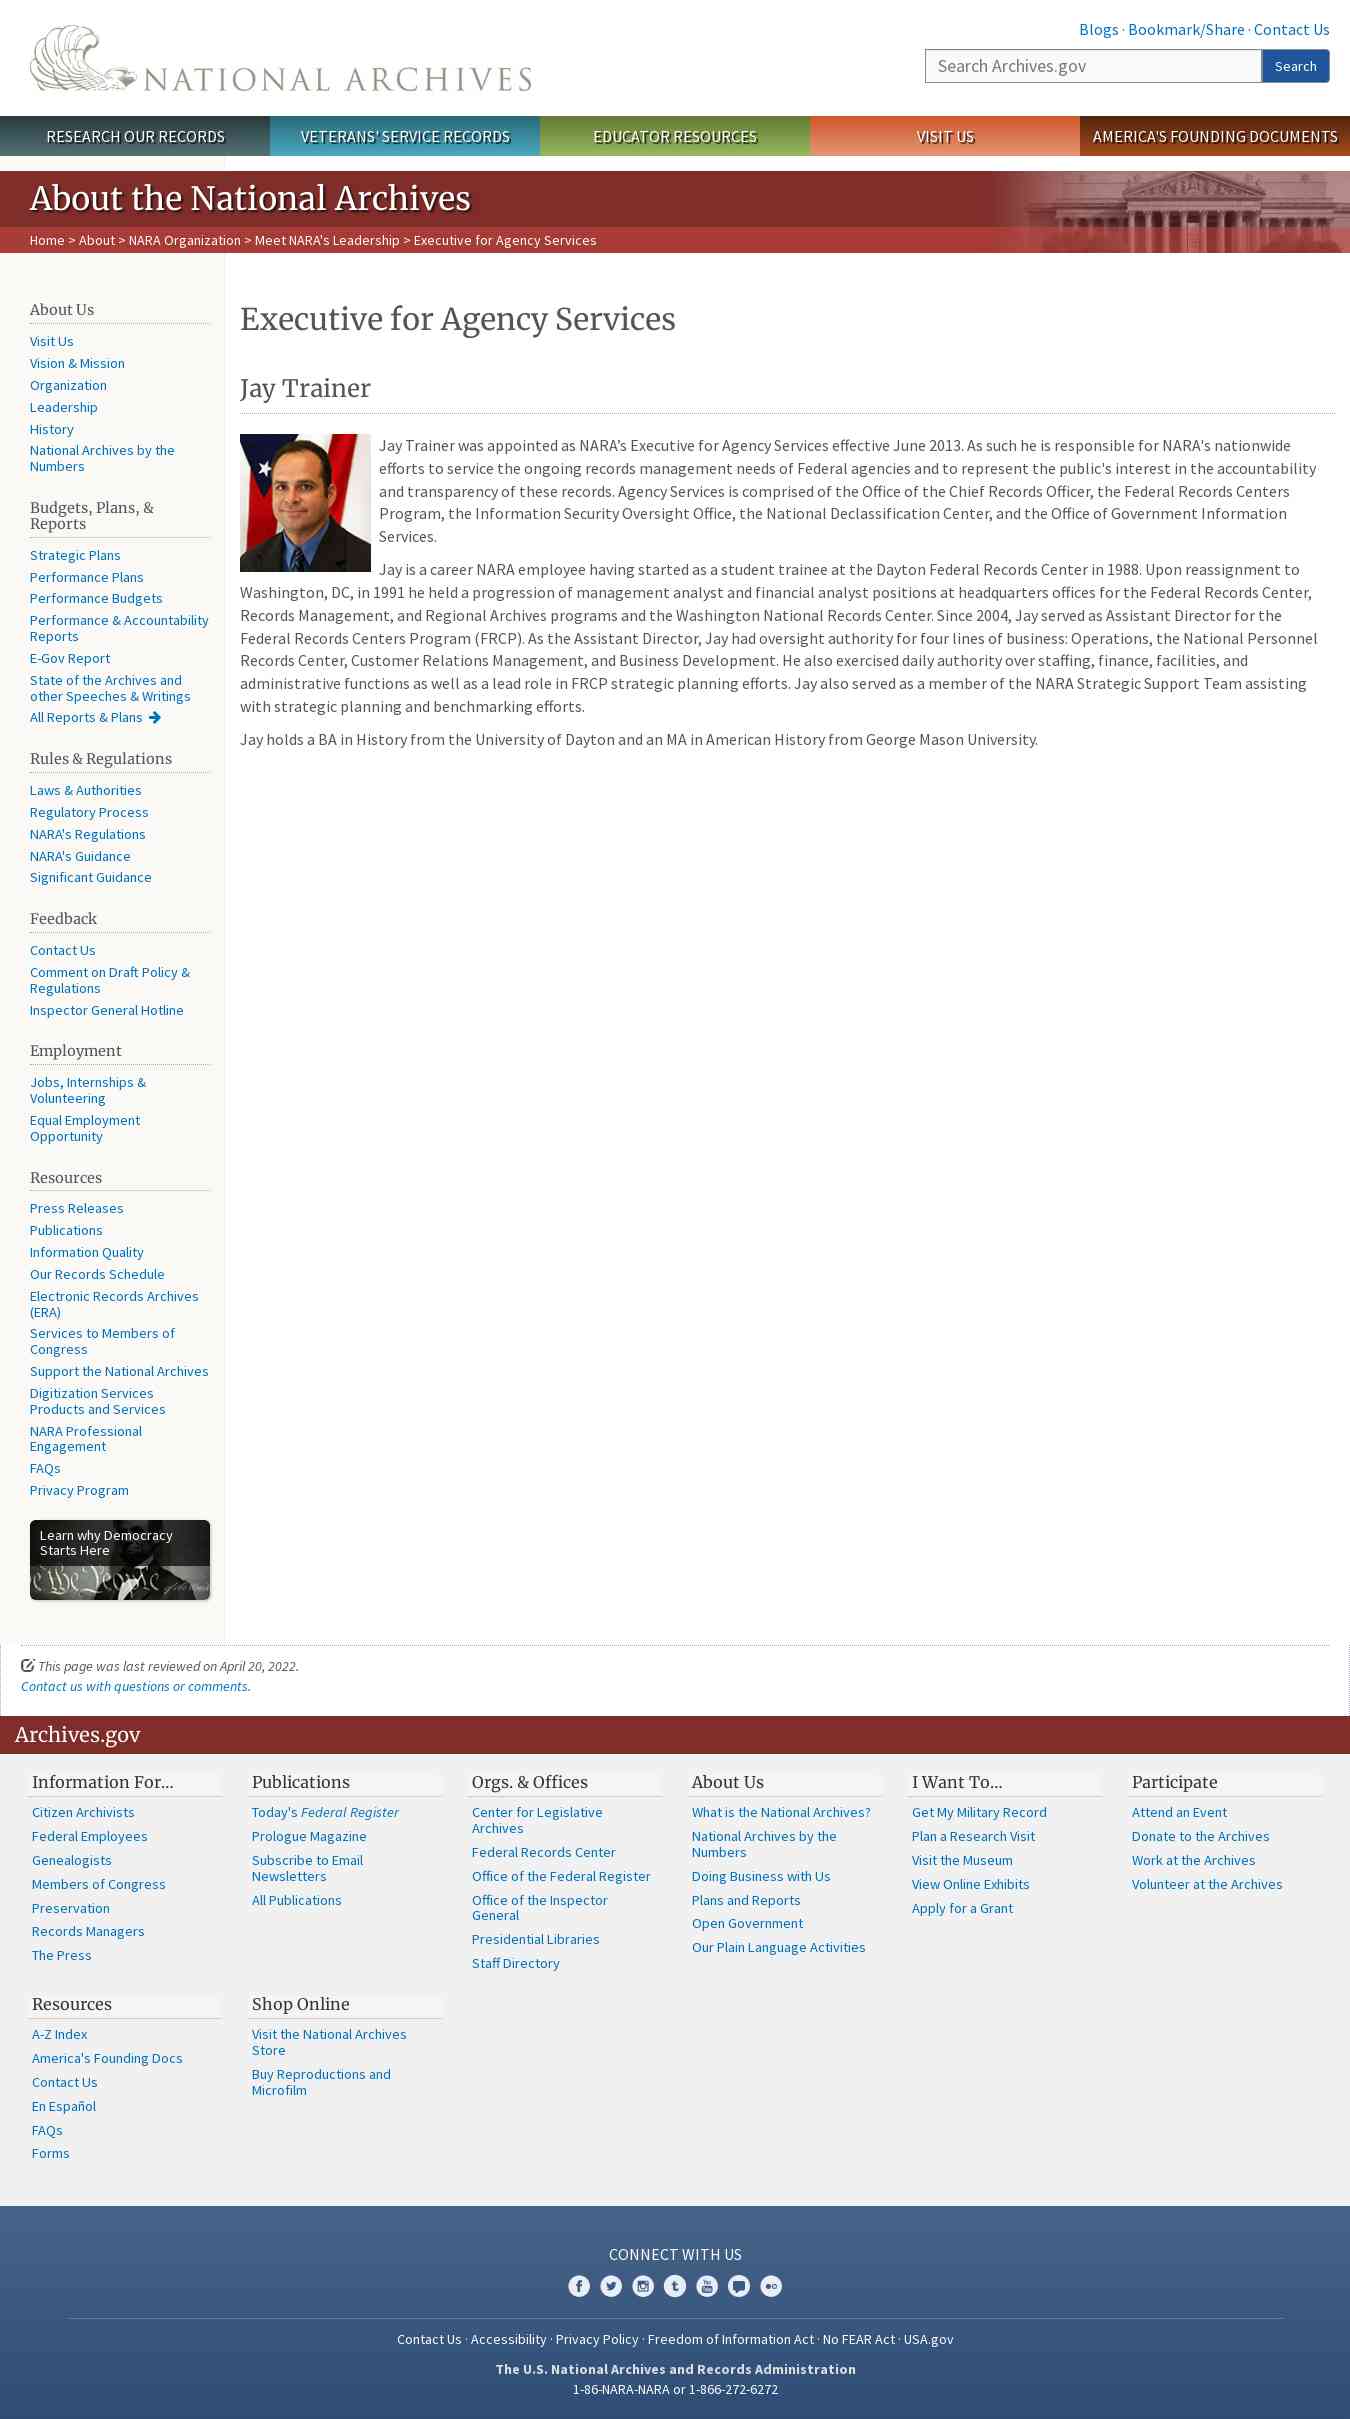 Blogs · Bookmark/Share · Contact Us
NATIONAL ARCHIVES
Search Archives.gov
Search
RESEARCH OUR RECORDS
VETERANS' SERVICE RECORDS
EDUCATOR RESOURCES
VISIT US
AMERICA'S FOUNDING DOCUMENTS
About the National Archives
Home > About > NARA Organization > Meet NARA's Leadership > Executive for Agency Services
About Us
Visit Us
Vision & Mission
Organization
Leadership
History
National Archives by the
Numbers
Budgets, Plans, &
Reports
Strategic Plans
Performance Plans
Performance Budgets
Performance & Accountability
Reports
E-Gov Report
State of the Archives and
other Speeches & Writings
All Reports & Plans
Rules & Regulations
Laws & Authorities
Regulatory Process
NARA's Regulations
NARA's Guidance
Significant Guidance
Feedback
Contact Us
Comment on Draft Policy &
Regulations
Inspector General Hotline
Employment
Jobs, Internships &
Volunteering
Equal Employment
Opportunity
Resources
Press Releases
Publications
Information Quality
Our Records Schedule
Electronic Records Archives
(ERA)
Services to Members of
Congress
Support the National Archives
Digitization Services
Products and Services
NARA Professional
Engagement
FAQs
Privacy Program
Learn why Democracy
Starts Here
We the People
Executive for Agency Services
Jay Trainer
Jay Trainer was appointed as NARA’s Executive for Agency Services effective June 2013. As such he is responsible for NARA's nationwide
efforts to service the ongoing records management needs of Federal agencies and to represent the public's interest in the accountability
and transparency of these records. Agency Services is comprised of the Office of the Chief Records Officer, the Federal Records Centers
Program, the Information Security Oversight Office, the National Declassification Center, and the Office of Government Information
Services.
Jay is a career NARA employee having started as a student trainee at the Dayton Federal Records Center in 1988. Upon reassignment to
Washington, DC, in 1991 he held a progression of management analyst and financial analyst positions at headquarters offices for the Federal Records Center,
Records Management, and Regional Archives programs and the Washington National Records Center. Since 2004, Jay served as Assistant Director for the
Federal Records Centers Program (FRCP). As the Assistant Director, Jay had oversight authority for four lines of business: Operations, the National Personnel
Records Center, Customer Relations Management, and Business Development. He also exercised daily authority over staffing, finance, facilities, and
administrative functions as well as a lead role in FRCP strategic planning efforts. Jay also served as a member of the NARA Strategic Support Team assisting
with strategic planning and benchmarking efforts.
Jay holds a BA in History from the University of Dayton and an MA in American History from George Mason University.
This page was last reviewed on April 20, 2022.
Contact us with questions or comments.
Archives.gov
Information For…
Citizen Archivists
Federal Employees
Genealogists
Members of Congress
Preservation
Records Managers
The Press
Publications
Today's Federal Register
Prologue Magazine
Subscribe to Email
Newsletters
All Publications
Orgs. & Offices
Center for Legislative
Archives
Federal Records Center
Office of the Federal Register
Office of the Inspector
General
Presidential Libraries
Staff Directory
About Us
What is the National Archives?
National Archives by the
Numbers
Doing Business with Us
Plans and Reports
Open Government
Our Plain Language Activities
I Want To…
Get My Military Record
Plan a Research Visit
Visit the Museum
View Online Exhibits
Apply for a Grant
Participate
Attend an Event
Donate to the Archives
Work at the Archives
Volunteer at the Archives
Resources
A-Z Index
America's Founding Docs
Contact Us
En Español
FAQs
Forms
Shop Online
Visit the National Archives
Store
Buy Reproductions and
Microfilm
CONNECT WITH US
Contact Us · Accessibility · Privacy Policy · Freedom of Information Act · No FEAR Act · USA.gov
The U.S. National Archives and Records Administration
1-86-NARA-NARA or 1-866-272-6272